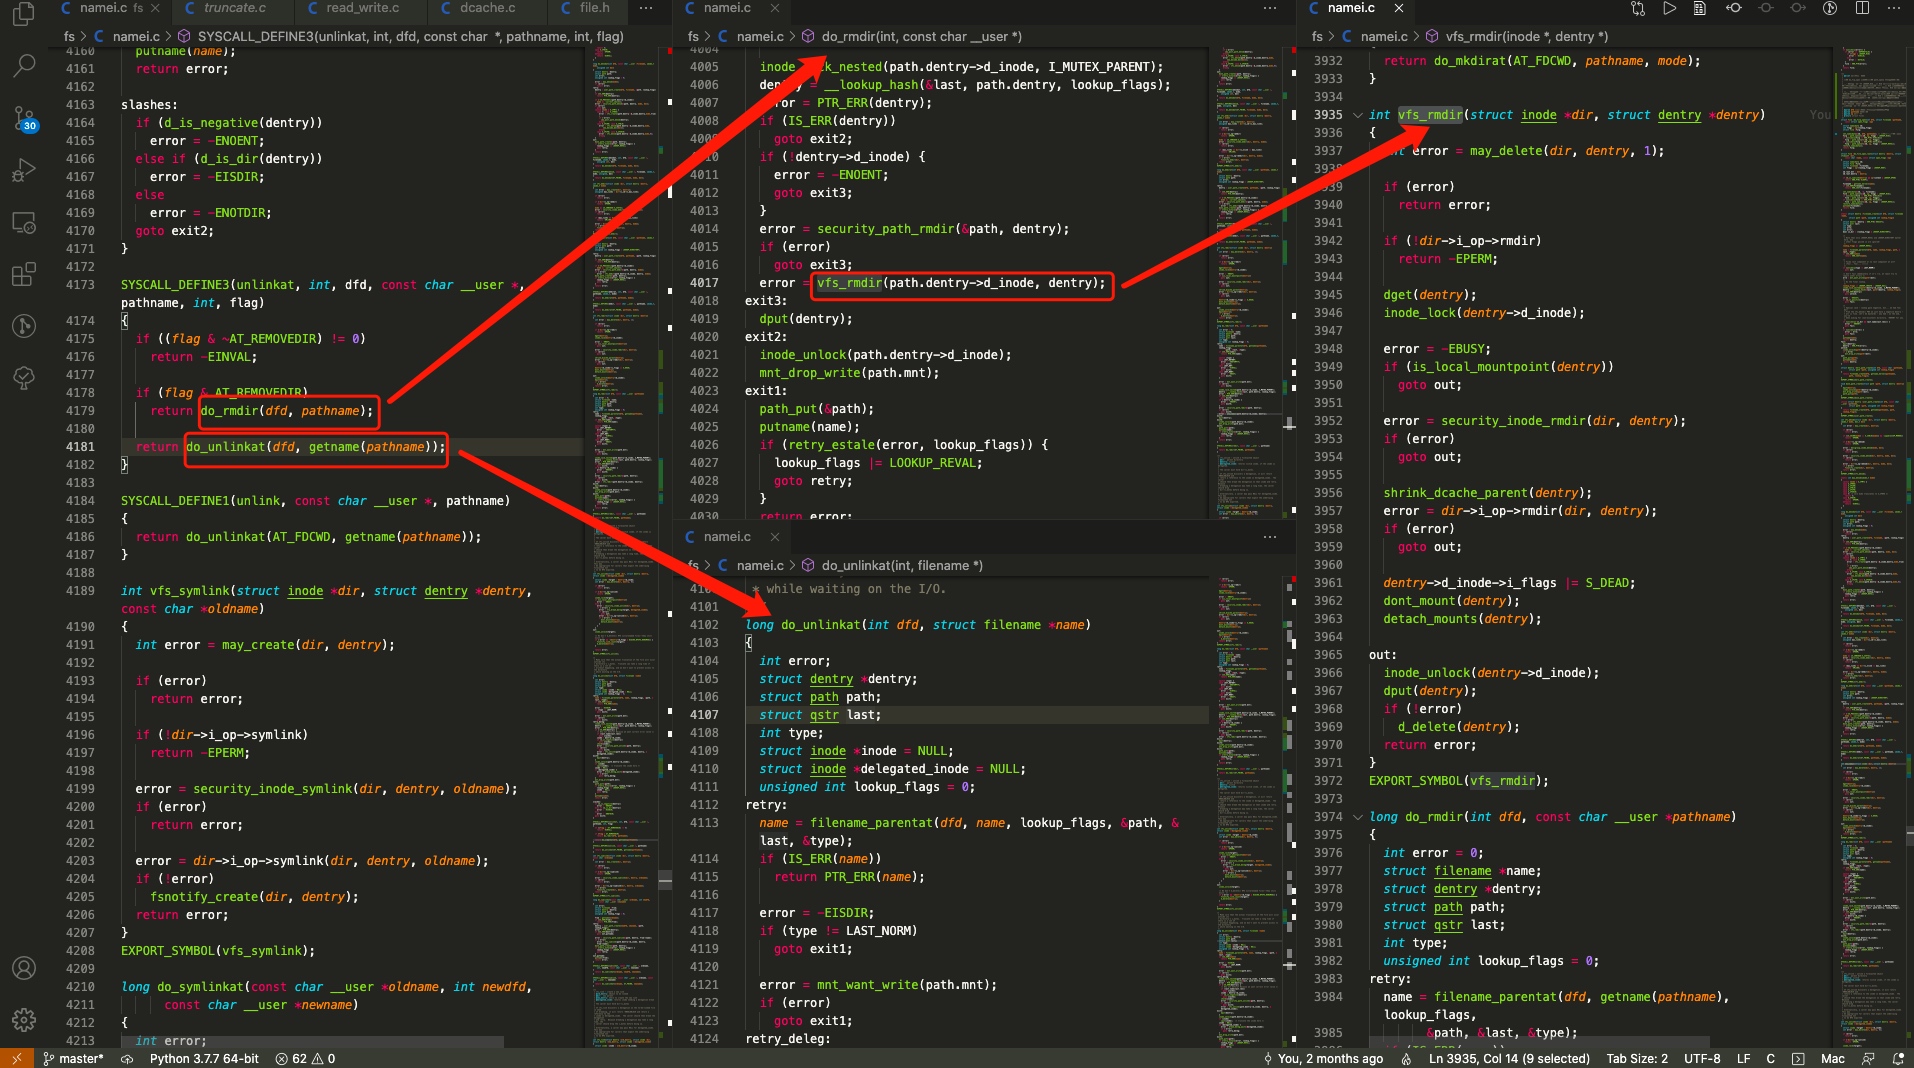 namei.c fs
truncate.c
read_write.c
dcache.c
file.h
fs > C namei.c > SYSCALL_DEFINE3(unlinkat, int, dfd, const char *, pathname, int, flag)
4160 putname(name);
4161 return error;
4162
4163 slashes:
4164 if (d_is_negative(dentry))
4165 error = -ENOENT;
4166 else if (d_is_dir(dentry))
4167 error = -EISDIR;
4168 else
4169 error = -ENOTDIR;
4170 goto exit2;
4171 }
4172
4173 SYSCALL_DEFINE3(unlinkat, int, dfd, const char __user *,
pathname, int, flag)
4174 {
4175 if ((flag & ~AT_REMOVEDIR) != 0)
4176 return -EINVAL;
4177
4178 if (flag & AT_REMOVEDIR)
4179 return do_rmdir(dfd, pathname);
4180
4181 return do_unlinkat(dfd, getname(pathname));
4182 }
4183
4184 SYSCALL_DEFINE1(unlink, const char __user *, pathname)
4185 {
4186 return do_unlinkat(AT_FDCWD, getname(pathname));
4187 }
4188
4189 int vfs_symlink(struct inode *dir, struct dentry *dentry,
const char *oldname)
4190 {
4191 int error = may_create(dir, dentry);
4192
4193 if (error)
4194 return error;
4195
4196 if (!dir->i_op->symlink)
4197 return -EPERM;
4198
4199 error = security_inode_symlink(dir, dentry, oldname);
4200 if (error)
4201 return error;
4202
4203 error = dir->i_op->symlink(dir, dentry, oldname);
4204 if (!error)
4205 fsnotify_create(dir, dentry);
4206 return error;
4207 }
4208 EXPORT_SYMBOL(vfs_symlink);
4209
4210 long do_symlinkat(const char __user *oldname, int newdfd,
4211 const char __user *newname)
4212 {
4213 int error;
namei.c
fs > C namei.c > do_rmdir(int, const char __user *)
4004
4005 (path.dentry->d_inode, I_MUTEX_PARENT);
4006 = __lookup_hash(&last, path.dentry, lookup_flags);
4007 = PTR_ERR(dentry);
4008 if (IS_ERR(dentry))
goto exit2;
if (!dentry->d_inode) {
4011 error = -ENOENT;
4012 goto exit3;
4013 }
4014 error = security_path_rmdir(&path, dentry);
4015 if (error)
4016 goto exit3;
4017 error = vfs_rmdir(path.dentry->d_inode, dentry);
4018 exit3:
4019 dput(dentry);
4020 exit2:
4021 inode_unlock(path.dentry->d_inode);
4022 mnt_drop_write(path.mnt);
4023 exit1:
4024 path_put(&path);
4025 putname(name);
4026 if (retry_estale(error, lookup_flags)) {
4027 lookup_flags |= LOOKUP_REVAL;
4028 goto retry;
4029 }
4030 return error;
namei.c
fs > C namei.c > do_unlinkat(int, filename *)
* while waiting on the I/O.
4101
4102 long do_unlinkat(int dfd, struct filename *name)
4103 {
4104 int error;
4105 struct dentry *dentry;
4106 struct path path;
4107 struct qstr last;
4108 int type;
4109 struct inode *inode = NULL;
4110 struct inode *delegated_inode = NULL;
4111 unsigned int lookup_flags = 0;
4112 retry:
4113 name = filename_parentat(dfd, name, lookup_flags, &path, &
last, &type);
4114 if (IS_ERR(name))
4115 return PTR_ERR(name);
4116
4117 error = -EISDIR;
4118 if (type != LAST_NORM)
4119 goto exit1;
4120
4121 error = mnt_want_write(path.mnt);
4122 if (error)
4123 goto exit1;
4124 retry_deleg:
namei.c
fs > C namei.c > vfs_rmdir(inode *, dentry *)
3932 return do_mkdirat(AT_FDCWD, pathname, mode);
3933 }
3934
3935 int vfs_rmdir(struct inode *dir, struct dentry *dentry) You
3936 {
3937 error = may_delete(dir, dentry, 1);
if (error)
3940 return error;
3941
3942 if (!dir->i_op->rmdir)
3943 return -EPERM;
3944
3945 dget(dentry);
3946 inode_lock(dentry->d_inode);
3947
3948 error = -EBUSY;
3949 if (is_local_mountpoint(dentry))
3950 goto out;
3951
3952 error = security_inode_rmdir(dir, dentry);
3953 if (error)
3954 goto out;
3955
3956 shrink_dcache_parent(dentry);
3957 error = dir->i_op->rmdir(dir, dentry);
3958 if (error)
3959 goto out;
3960
3961 dentry->d_inode->i_flags |= S_DEAD;
3962 dont_mount(dentry);
3963 detach_mounts(dentry);
3964
3965 out:
3966 inode_unlock(dentry->d_inode);
3967 dput(dentry);
3968 if (!error)
3969 d_delete(dentry);
3970 return error;
3971 }
3972 EXPORT_SYMBOL(vfs_rmdir);
3973
3974 long do_rmdir(int dfd, const char __user *pathname)
3975 {
3976 int error = 0;
3977 struct filename *name;
3978 struct dentry *dentry;
3979 struct path path;
3980 struct qstr last;
3981 int type;
3982 unsigned int lookup_flags = 0;
3983 retry:
3984 name = filename_parentat(dfd, getname(pathname),
lookup_flags,
3985 &path, &last, &type);
30
master*
Python 3.7.7 64-bit
62 0
You, 2 months ago
Ln 3935, Col 14 (9 selected)
Tab Size: 2
UTF-8
LF
C
Mac